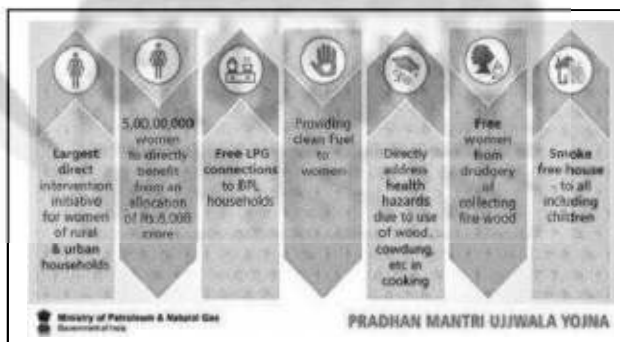 Largest
direct
intervention
initiative
for women
of rural
& urban
households
5,00,00,000
women
to directly
benefit
from an
allocation
of Rs.8,000
crore
Free LPG
connections
to BPL
households
Providing
clean fuel
to
women
Directly
address
health
hazards
due to use
of wood,
cowdung,
etc in
cooking
Free
women
from
drudgery
of
collecting
fire wood
Smoke
free house
- to all
including
children
Ministry of Petroleum & Natural Gas
Government of India
PRADHAN MANTRI UJJWALA YOJNA